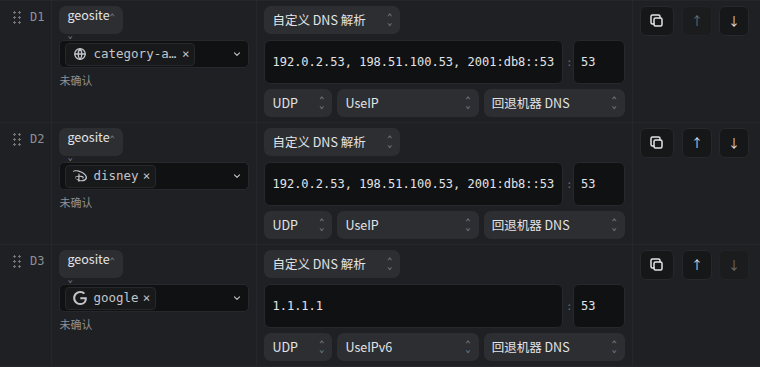 D1
geosite
category-a… ×
未确认
自定义 DNS 解析
192.0.2.53, 198.51.100.53, 2001:db8::53 : 53
UDP UseIP 回退机器 DNS
↑ ↓
D2
geosite
disney ×
未确认
自定义 DNS 解析
192.0.2.53, 198.51.100.53, 2001:db8::53 : 53
UDP UseIP 回退机器 DNS
↑ ↓
D3
geosite
google ×
未确认
自定义 DNS 解析
1.1.1.1 : 53
UDP UseIPv6 回退机器 DNS
↑ ↓